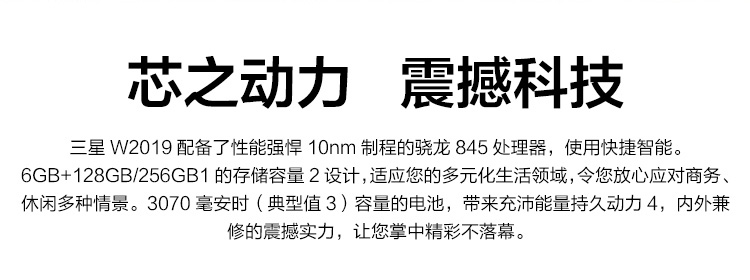 芯之动力 震撼科技
三星 W2019 配备了性能强悍 10nm 制程的骁龙 845 处理器，使用快捷智能。
6GB+128GB/256GB1 的存储容量 2 设计，适应您的多元化生活领域，令您放心应对商务、
休闲多种情景。3070 毫安时（典型值 3）容量的电池，带来充沛能量持久动力 4，内外兼
修的震撼实力，让您掌中精彩不落幕。